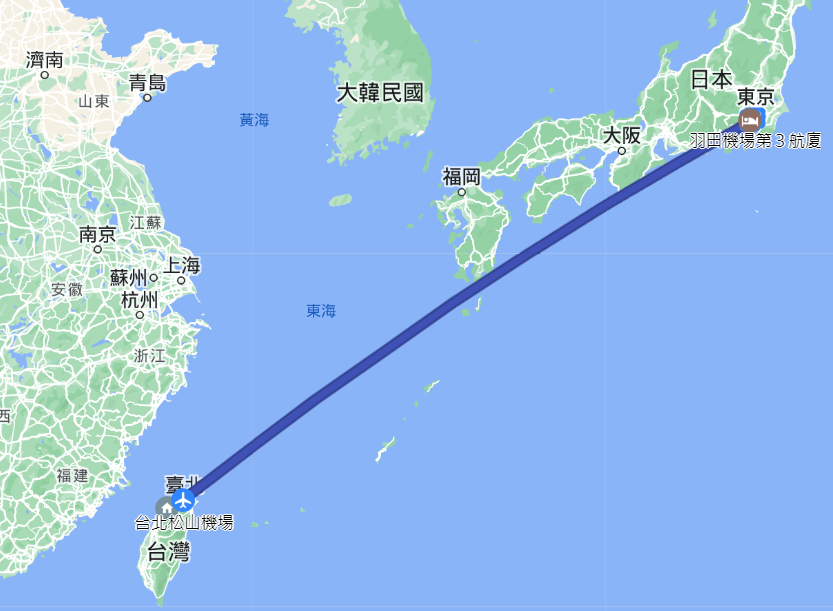 濟南
青島
山東
大韓民國
日本
東京
黃海
大阪
羽田機場第３航廈
福岡
江蘇
南京
上海
蘇州
安徽
杭州
東海
浙江
西
福建
臺北
台北松山機場
台灣